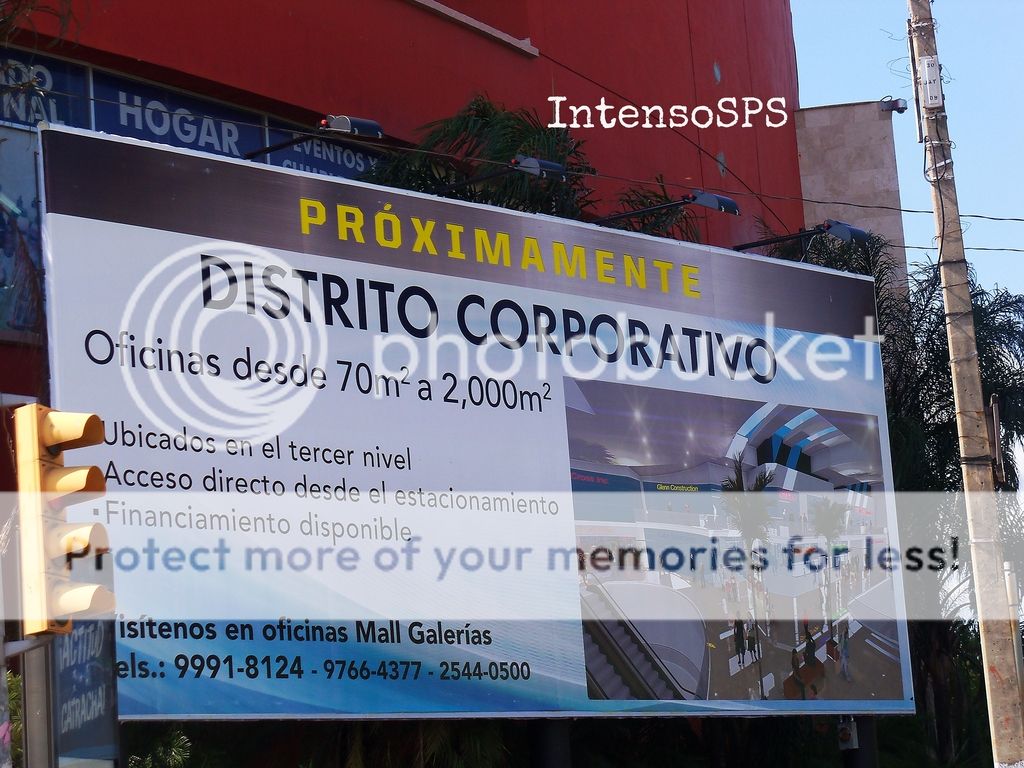 IntensoSPS
HOGAR
PRÓXIMAMENTE
DISTRITO CORPORATIVO
Oficinas desde 70m² a 2,000m²
Ubicados en el tercer nivel
Acceso directo desde el estacionamiento
·Financiamiento disponible
Glenn Construction
photobucket
Protect more of your memories for less!
isítenos en oficinas Mall Galerías
els.: 9991-8124 - 9766-4377 - 2544-0500